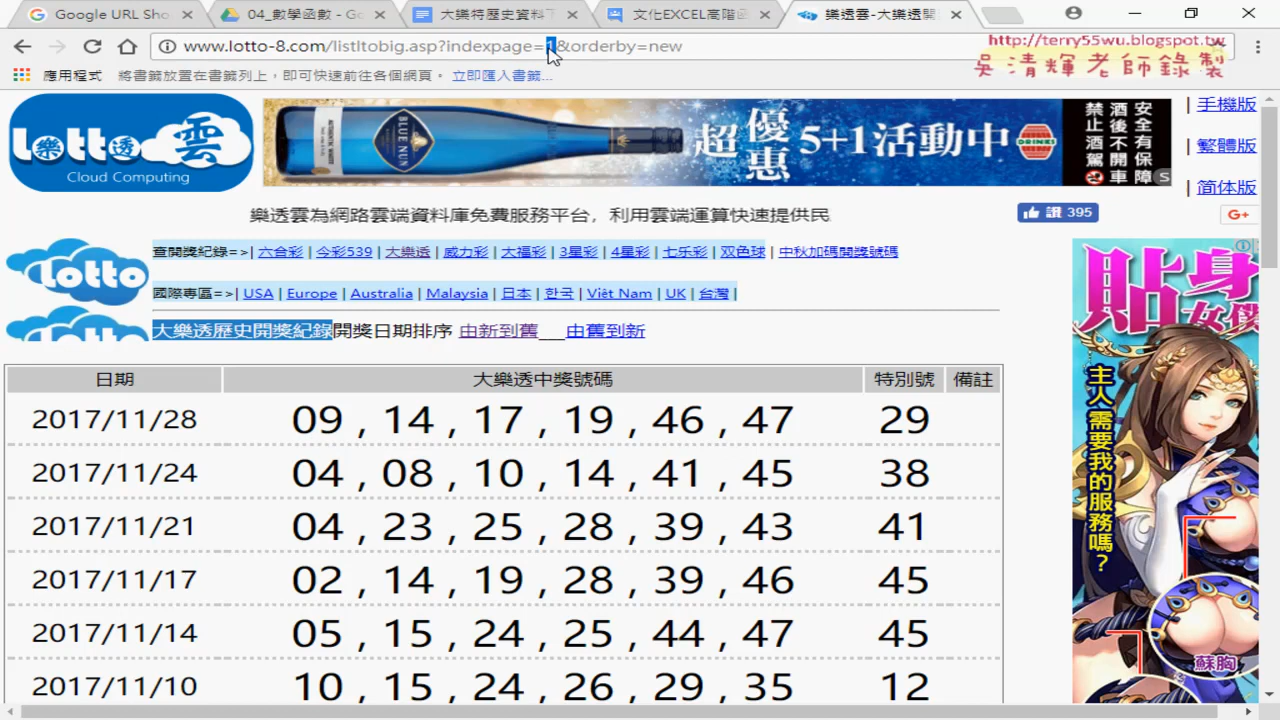 Google URL Sho
04_數學函數 - Go
大樂特歷史資料下
文化EXCEL高階函
樂透雲-大樂透開
www.lotto-8.com/listltobig.asp?indexpage=1&orderby=new
http://terry55wu.blogspot.tw
吳清輝老師錄製
應用程式
將書籤放置在書籤列上，即可快速前往各個網頁。
立即匯入書籤...
Lotto
樂透雲
Cloud Computing
BLUE NUN
超優惠 5+1活動中
DRINKS
禁止酒駕
酒後不開車
安全有保障
| 手機版
| 繁體版
| 简体版
樂透雲為網路雲端資料庫免費服務平台，利用雲端運算快速提供民
讚 395
G+
Lotto
查開獎紀錄=>| 六合彩 | 今彩539 | 大樂透 | 威力彩 | 大福彩 | 3星彩 | 4星彩 | 七乐彩 | 双色球 | 中秋加碼開獎號碼
國際專區=>| USA | Europe | Australia | Malaysia | 日本 | 한국 | Việt Nam | UK | 台灣 |
大樂透歷史開獎紀錄開獎日期排序 由新到舊___由舊到新
日期 大樂透中獎號碼 特別號 備註
2017/11/28 09 , 14 , 17 , 19 , 46 , 47 29
2017/11/24 04 , 08 , 10 , 14 , 41 , 45 38
2017/11/21 04 , 23 , 25 , 28 , 39 , 43 41
2017/11/17 02 , 14 , 19 , 28 , 39 , 46 45
2017/11/14 05 , 15 , 24 , 25 , 44 , 47 45
2017/11/10 10 , 15 , 24 , 26 , 29 , 35 12
貼身女僕
主人需要我的服務嗎？
蘇胸